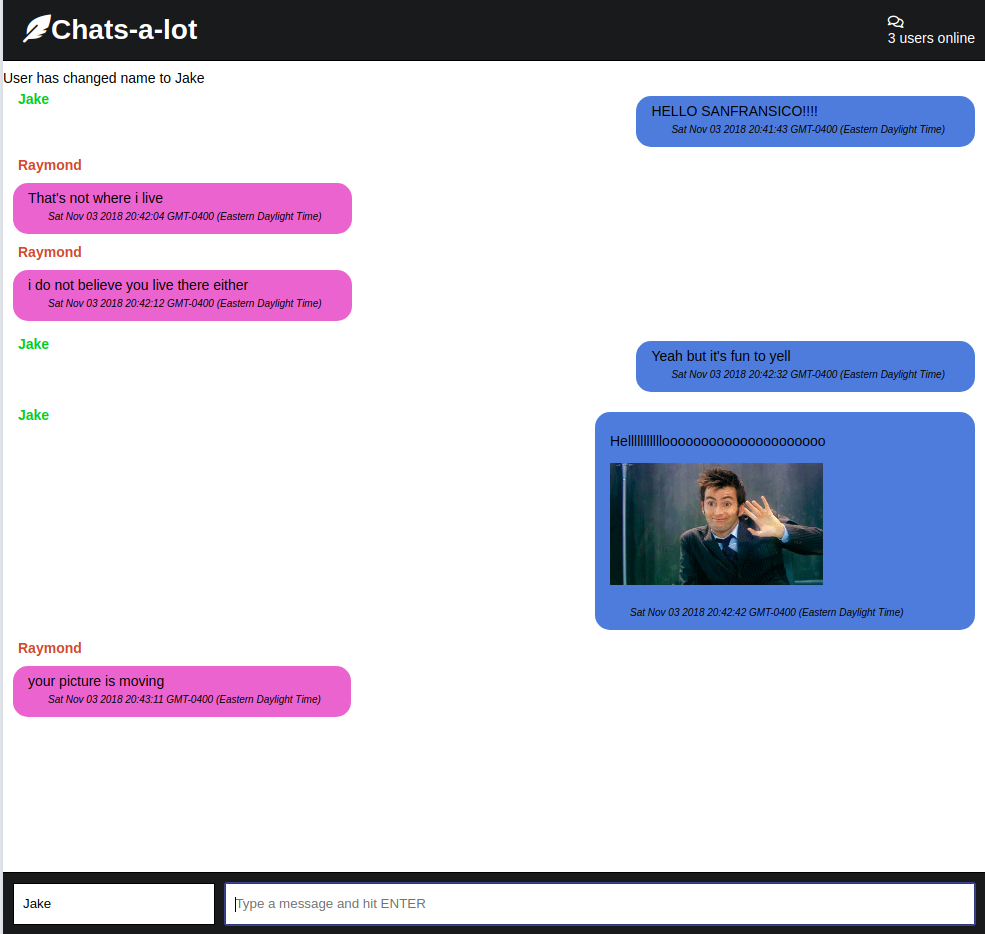 Chats-a-lot
3 users online
User has changed name to Jake
Jake
HELLO SANFRANSICO!!!!
Sat Nov 03 2018 20:41:43 GMT-0400 (Eastern Daylight Time)
Raymond
That's not where i live
Sat Nov 03 2018 20:42:04 GMT-0400 (Eastern Daylight Time)
Raymond
i do not believe you live there either
Sat Nov 03 2018 20:42:12 GMT-0400 (Eastern Daylight Time)
Jake
Yeah but it's fun to yell
Sat Nov 03 2018 20:42:32 GMT-0400 (Eastern Daylight Time)
Jake
Hellllllllllloooooooooooooooooooooo
Sat Nov 03 2018 20:42:42 GMT-0400 (Eastern Daylight Time)
Raymond
your picture is moving
Sat Nov 03 2018 20:43:11 GMT-0400 (Eastern Daylight Time)
Jake
Type a message and hit ENTER